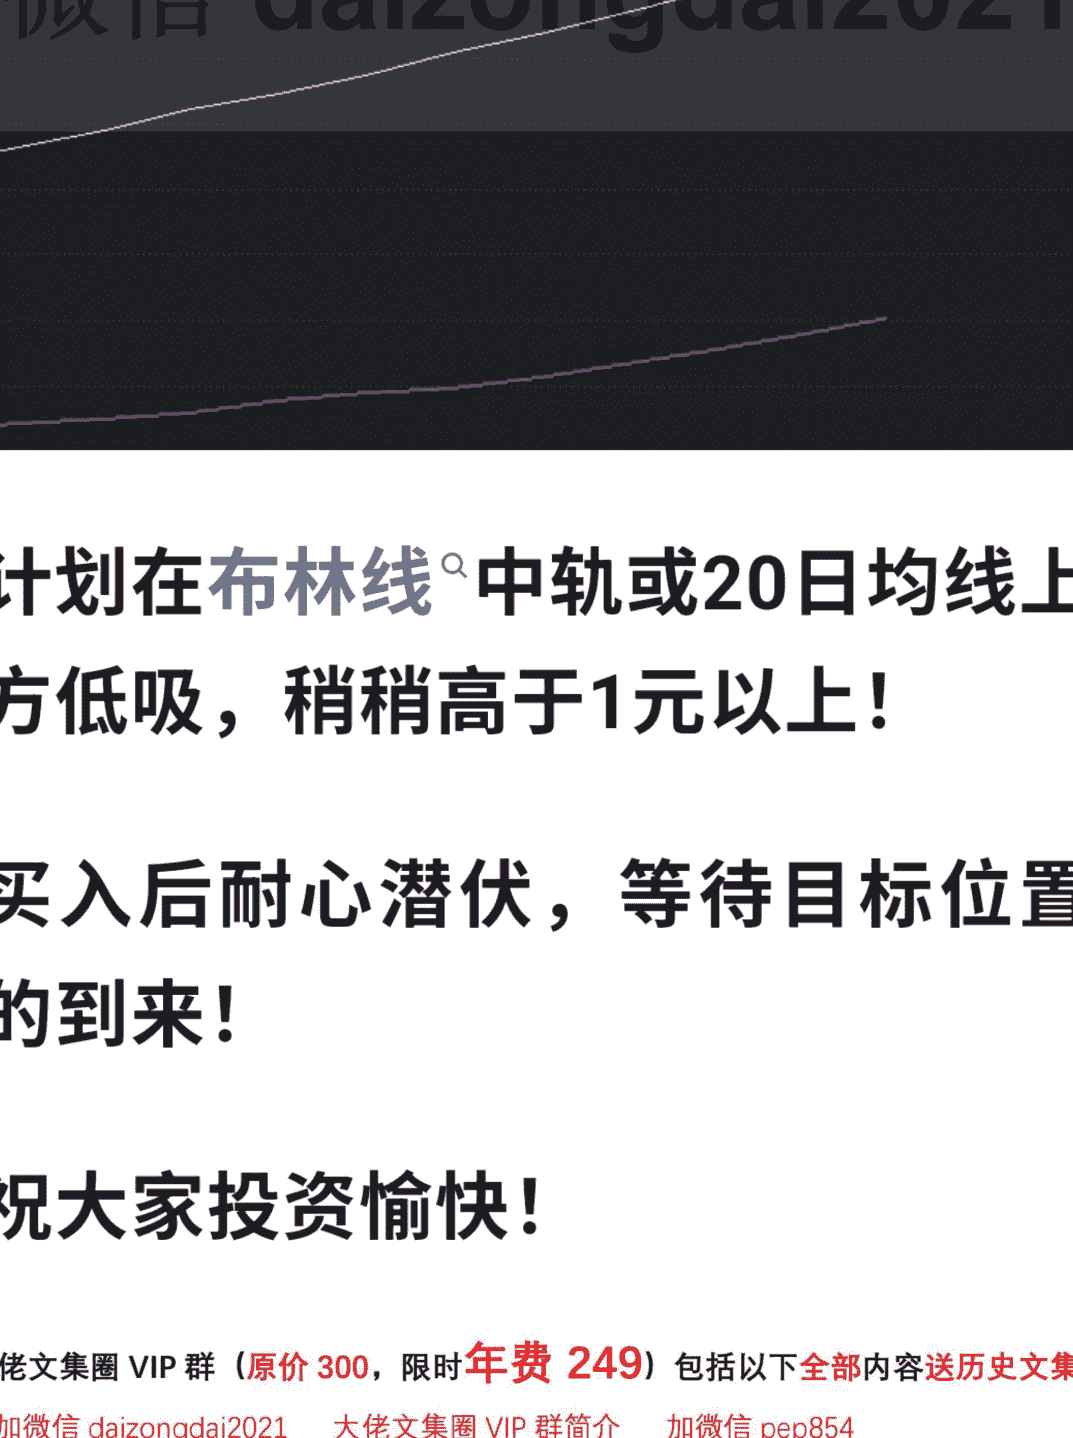 微信 daizongdai2021
计划在布林线中轨或20日均线上
方低吸，稍稍高于1元以上！
买入后耐心潜伏，等待目标位置
的到来！
祝大家投资愉快！
佬文集圈 VIP 群（原价 300，限时年费 249）包括以下全部内容送历史文集
加微信 daizongdai2021 大佬文集圈 VIP 群简介 加微信 pep854